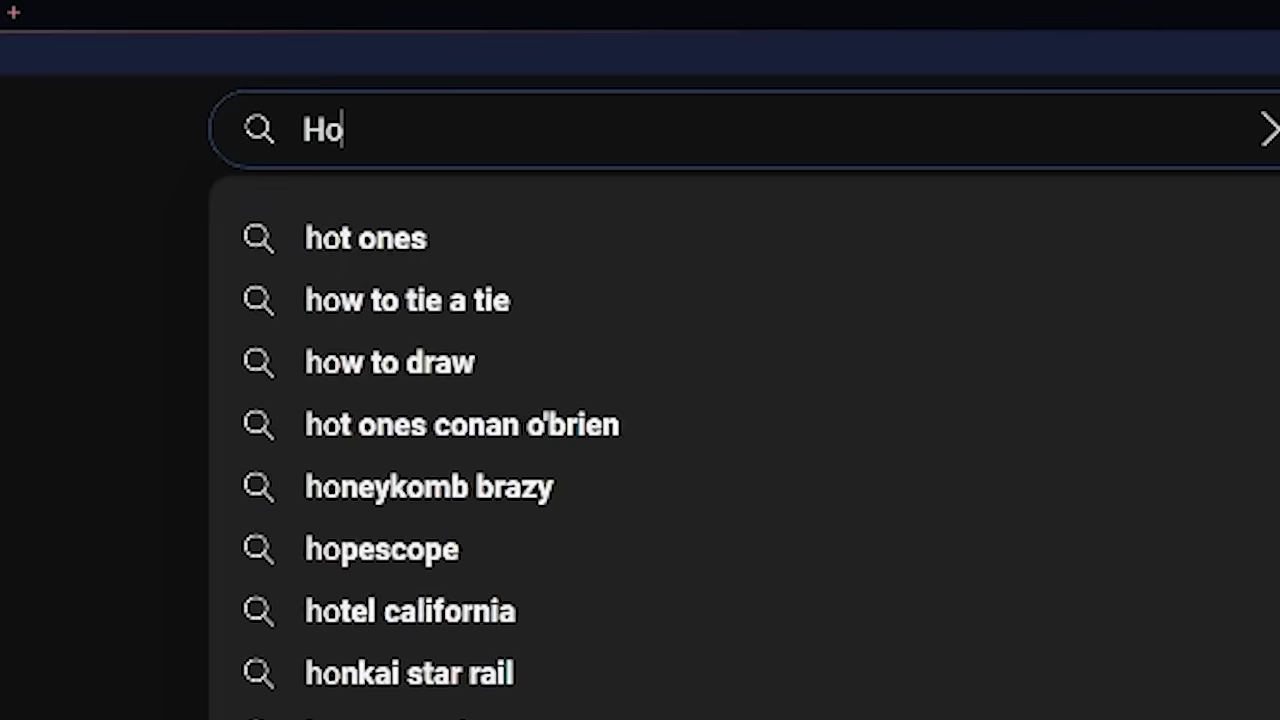 Ho
hot ones
how to tie a tie
how to draw
hot ones conan o'brien
honeykomb brazy
hopescope
hotel california
honkai star rail